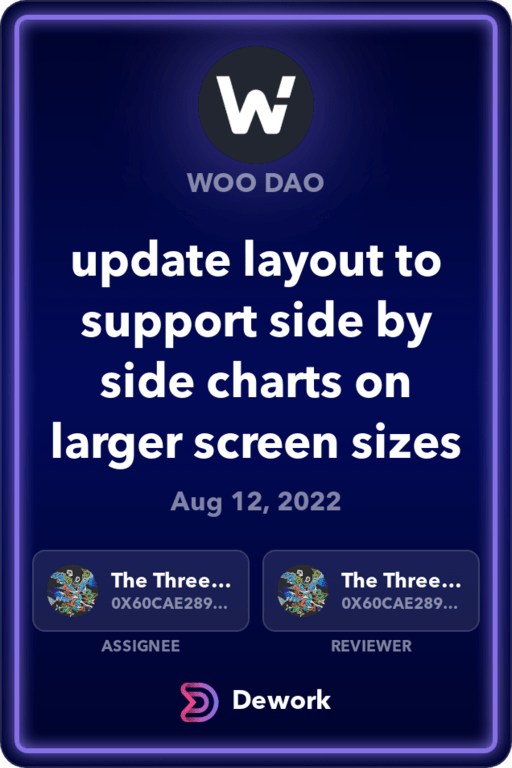 WOO DAO
update layout to
support side by
side charts on
larger screen sizes
Aug 12, 2022
The Three...
0X60CAE289...
ASSIGNEE
The Three...
0X60CAE289...
REVIEWER
Dework